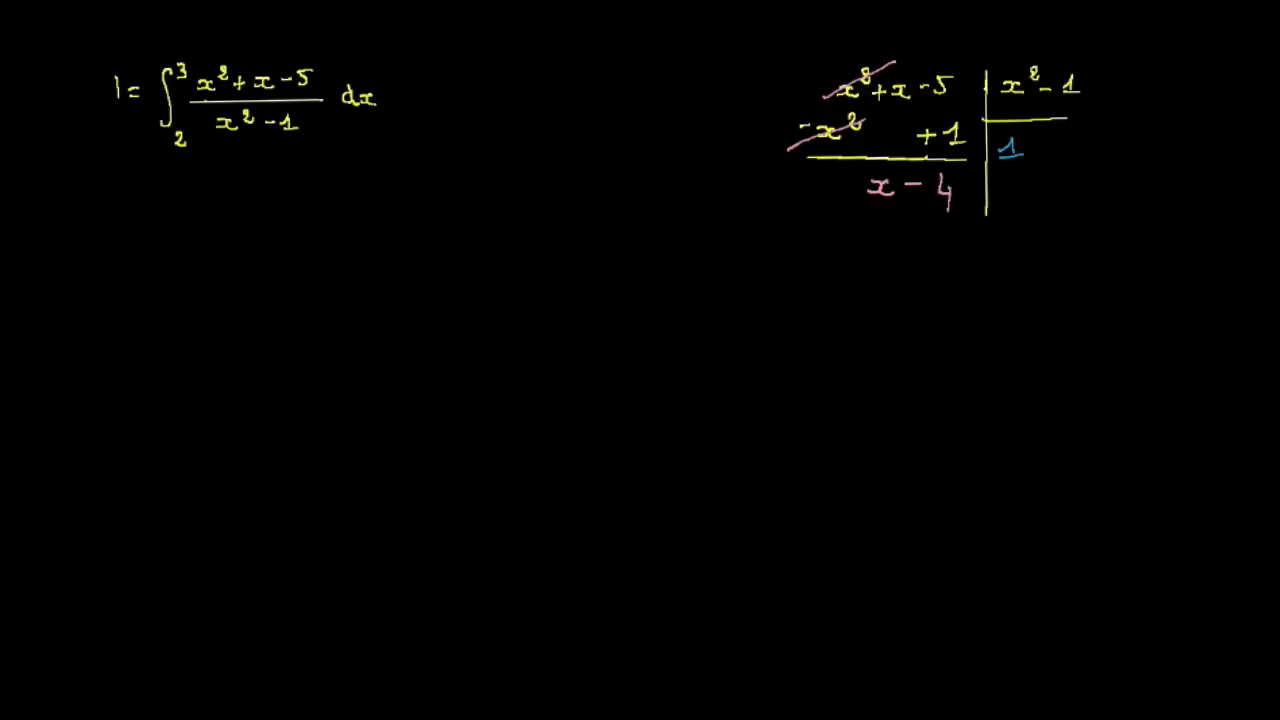 I = ∫₂³ (x² + x - 5)/(x² - 1) dx
x² + x - 5 | x² - 1
- x² + 1 | 1
x - 4